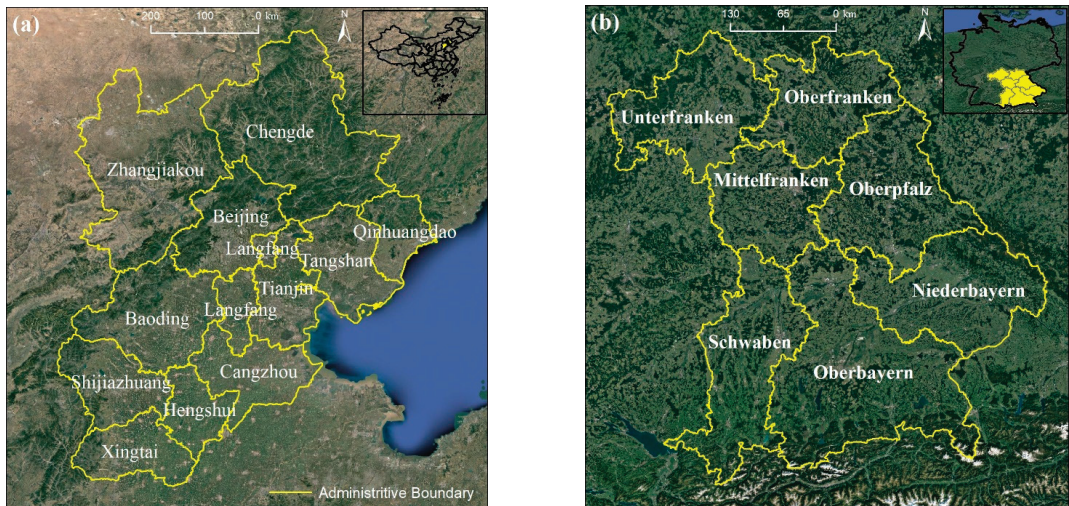 (a)
200 100 0 km
N
Chengde
Zhangjiakou
Beijing
Qinhuangdao
Langfang
Tangshan
Tianjin
Langfang
Baoding
Cangzhou
Shijiazhuang
Hengshui
Xingtai
Administritive Boundary
(b)
130 65 0 km
N
Oberfranken
Unterfranken
Mittelfranken
Oberpfalz
Niederbayern
Schwaben
Oberbayern